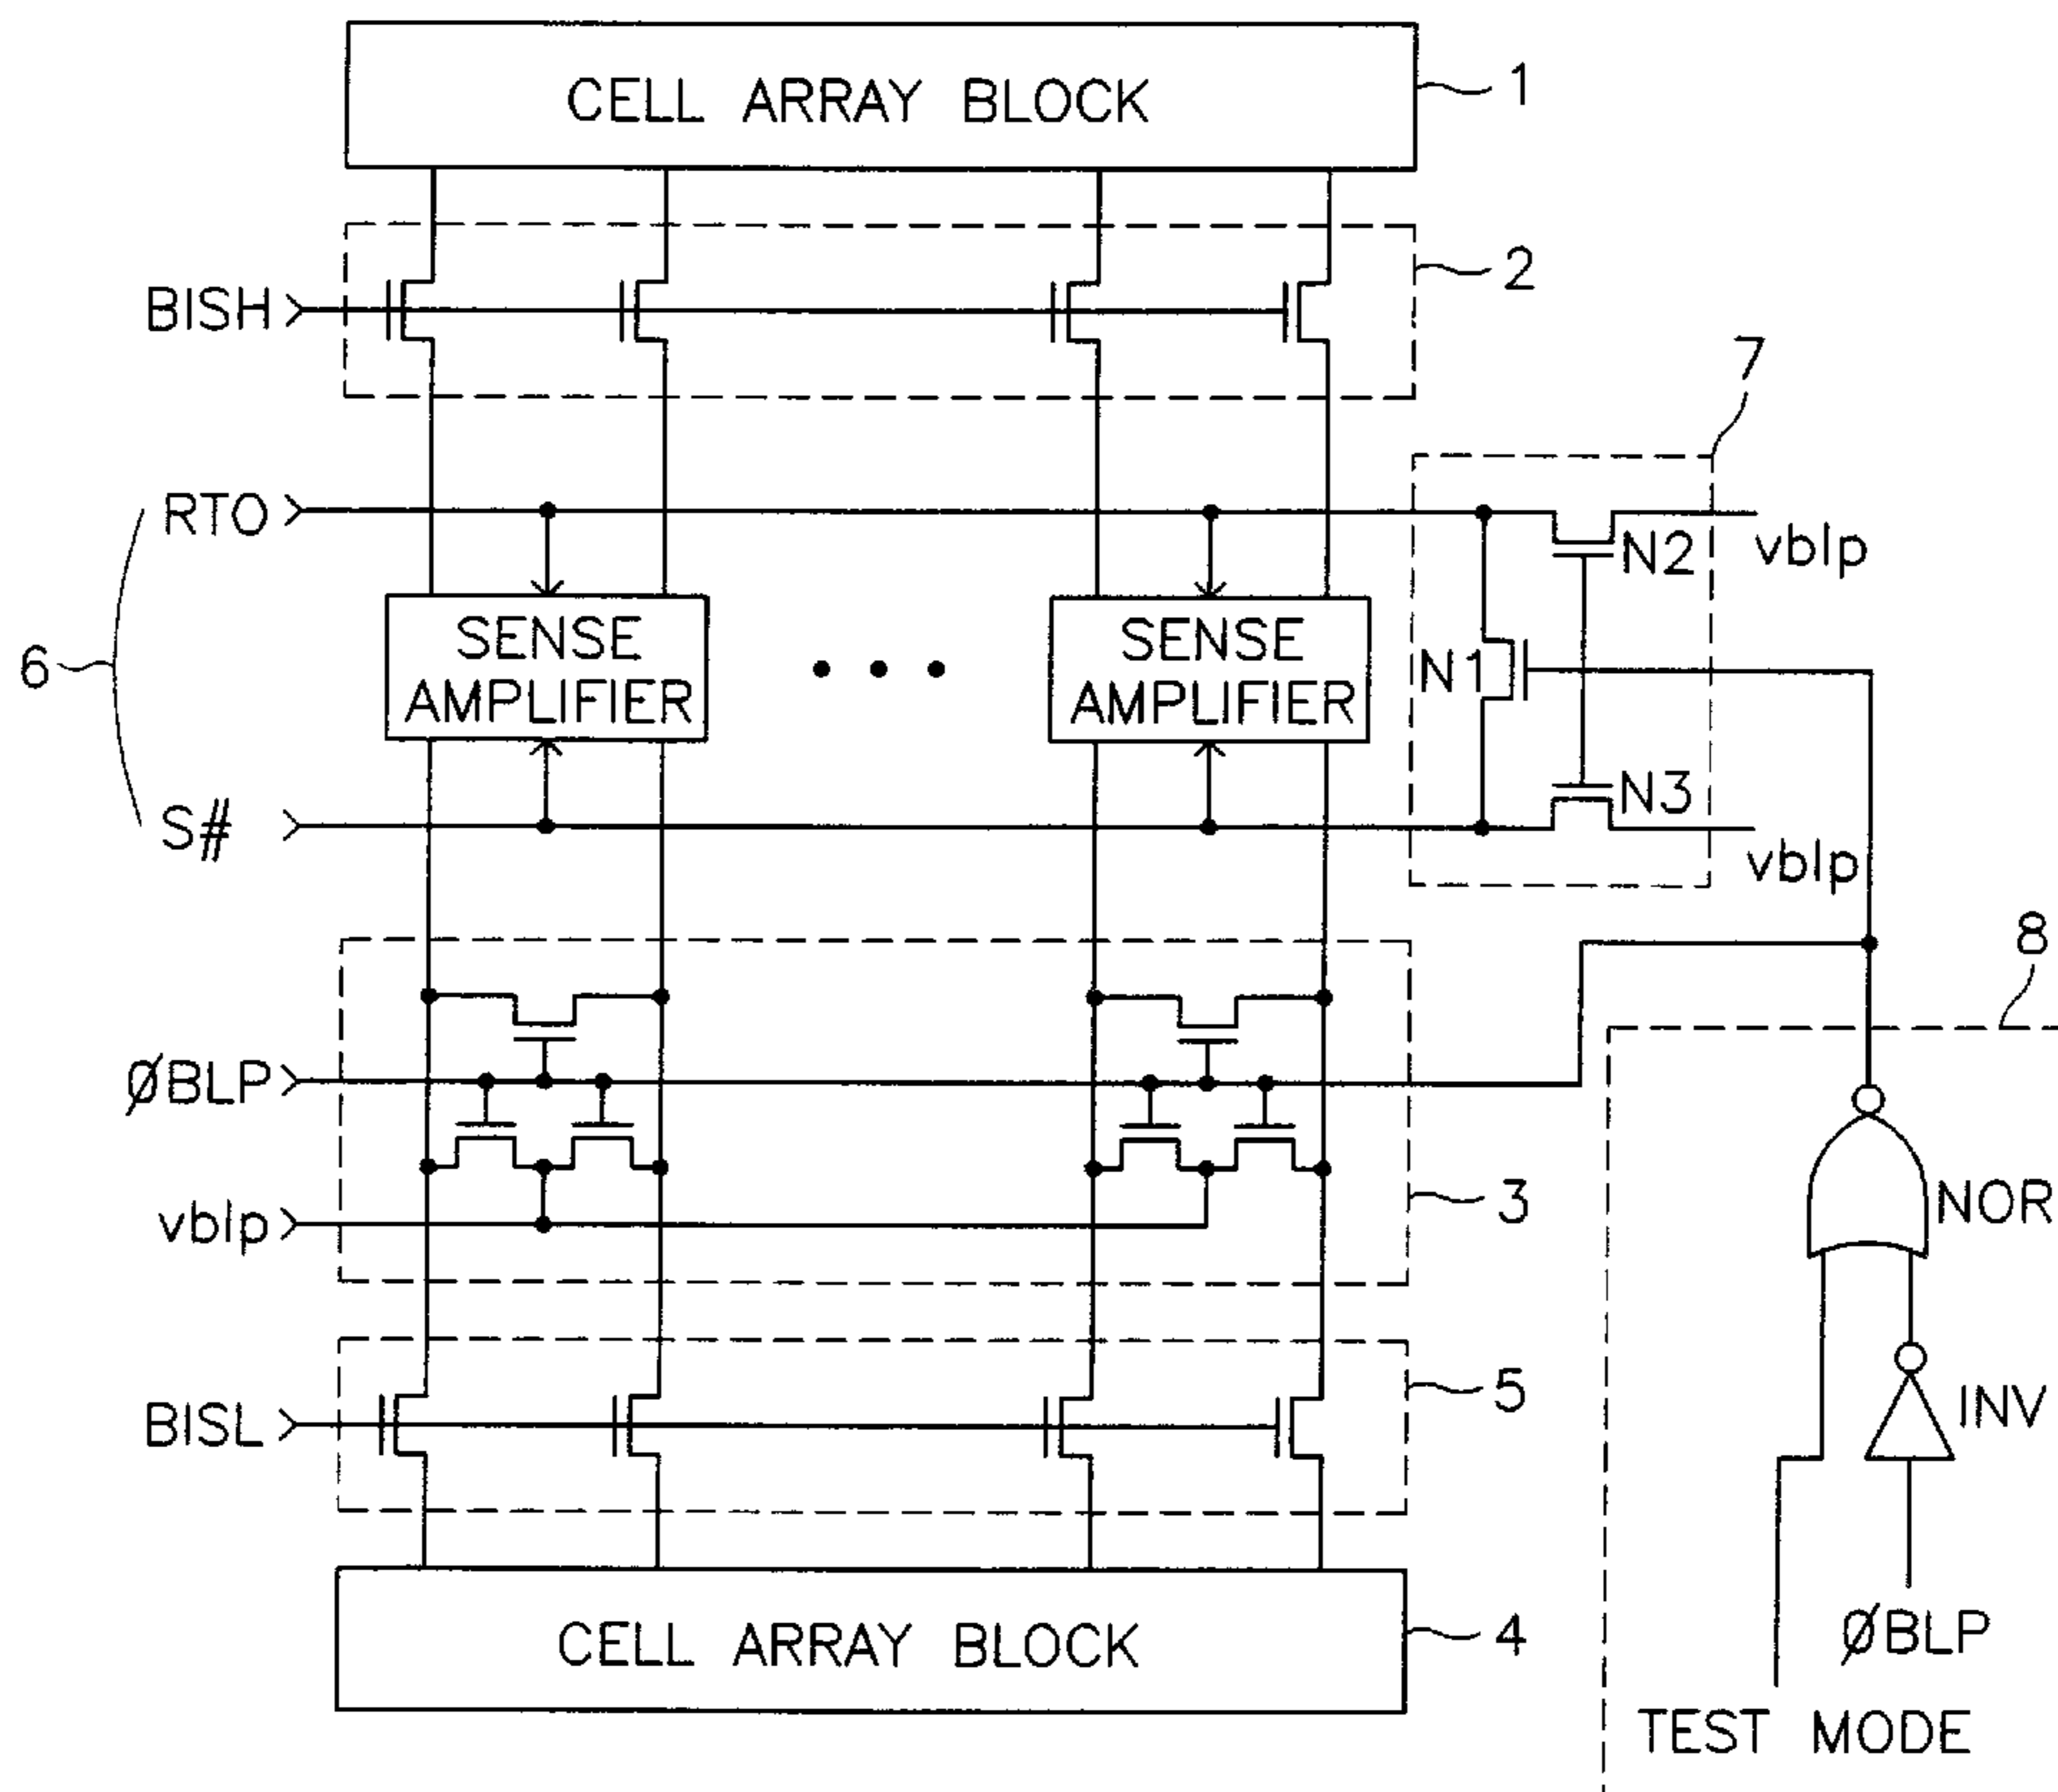 CELL ARRAY BLOCK
1
BISH
2
7
RTO
N2
vblp
6
SENSE
AMPLIFIER
SENSE
AMPLIFIER
N1
S#
N3
vblp
8
ØBLP
3
vblp
NOR
BISL
5
INV
CELL ARRAY BLOCK
4
ØBLP
TEST MODE